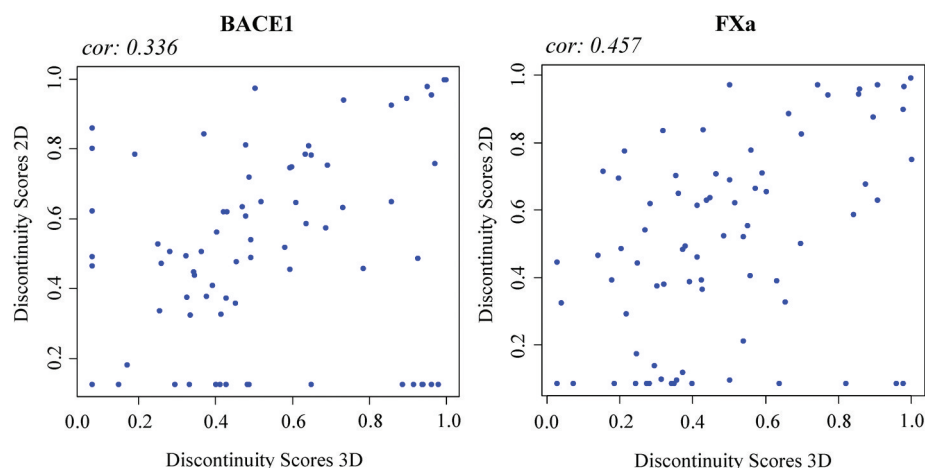 BACE1
cor: 0.336
Discontinuity Scores 2D
1.0
0.8
0.6
0.4
0.2
0.0 0.2 0.4 0.6 0.8 1.0
Discontinuity Scores 3D
FXa
cor: 0.457
Discontinuity Scores 2D
1.0
0.8
0.6
0.4
0.2
0.0 0.2 0.4 0.6 0.8 1.0
Discontinuity Scores 3D